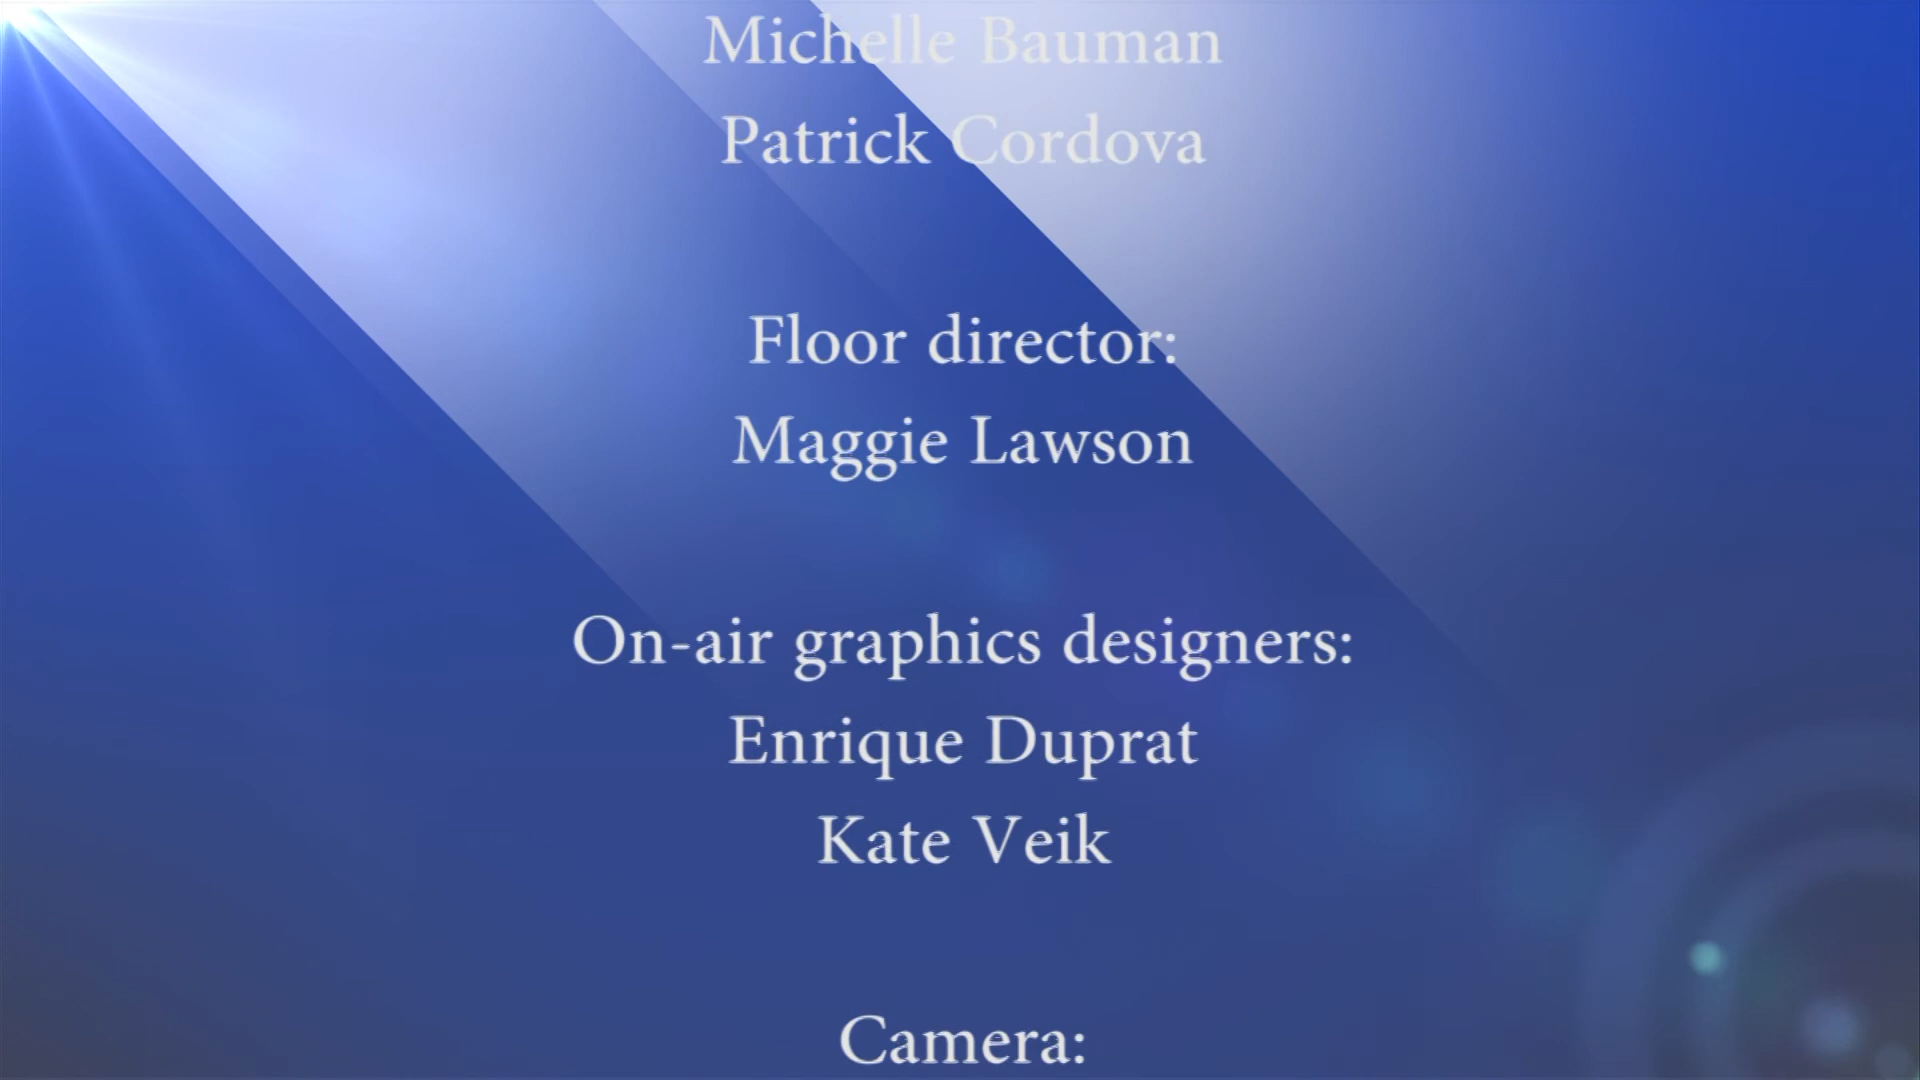 Michelle Bauman
Patrick Cordova
Floor director:
Maggie Lawson
On-air graphics designers:
Enrique Duprat
Kate Veik
Camera: